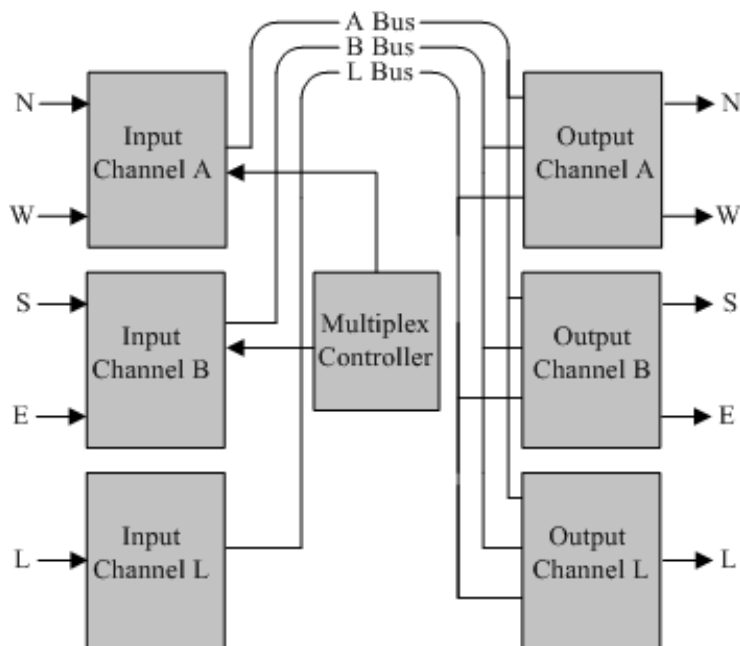 A Bus
B Bus
L Bus
N
Input
Channel A
W
Output
Channel A
N
W
S
Input
Channel B
E
Multiplex
Controller
Output
Channel B
S
E
L
Input
Channel L
Output
Channel L
L